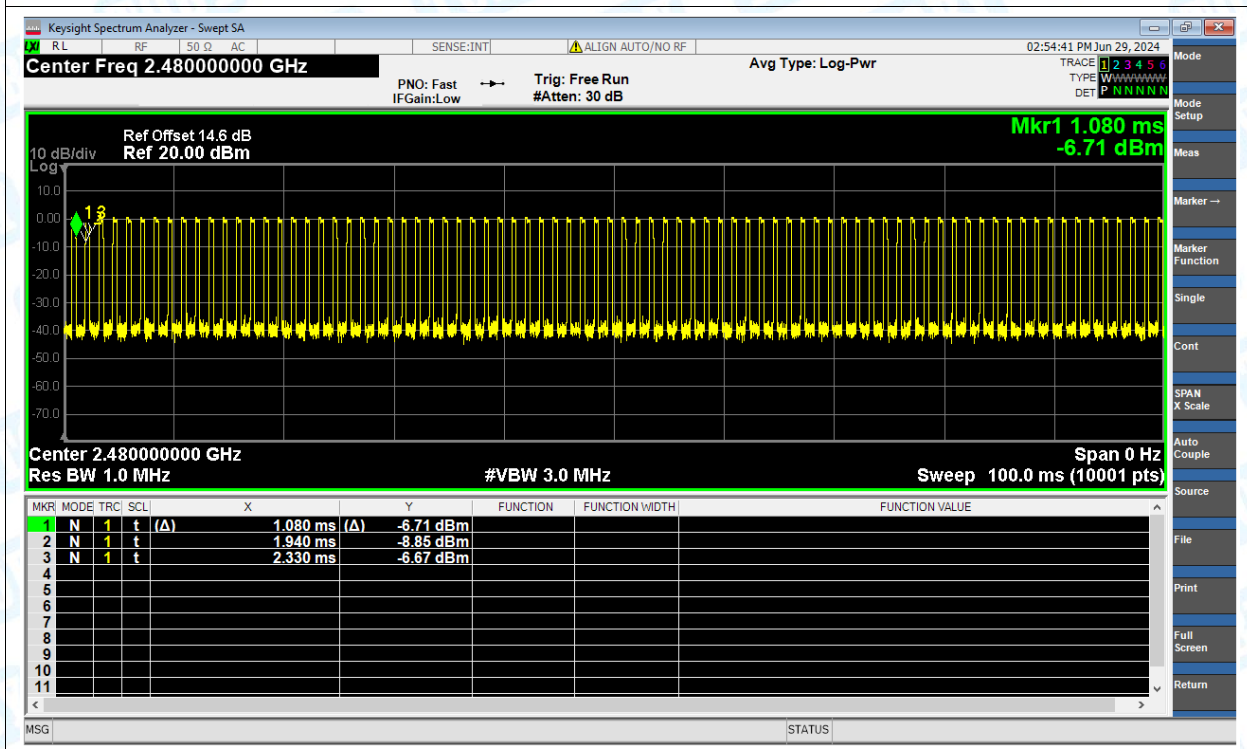 Keysight Spectrum Analyzer - Swept SA
LXI RL RF 50 Ω AC SENSE:INT ALIGN AUTO/NO RF 02:54:41 PM Jun 29, 2024
Center Freq 2.480000000 GHz
PNO: Fast
IFGain:Low
Trig: Free Run
#Atten: 30 dB
Avg Type: Log-Pwr
TRACE 1 2 3 4 5 6
TYPE WWWWWW
DET P N N N N N
Mkr1 1.080 ms
-6.71 dBm
Ref Offset 14.6 dB
10 dB/div Ref 20.00 dBm
Log
10.0
0.00
-10.0
-20.0
-30.0
-40.0
-50.0
-60.0
-70.0
1 3
Center 2.480000000 GHz Span 0 Hz
Res BW 1.0 MHz #VBW 3.0 MHz Sweep 100.0 ms (10001 pts)
MKR MODE TRC SCL X Y FUNCTION FUNCTION WIDTH FUNCTION VALUE
1 N 1 t (Δ) 1.080 ms (Δ) -6.71 dBm
2 N 1 t 1.940 ms -8.85 dBm
3 N 1 t 2.330 ms -6.67 dBm
4
5
6
7
8
9
10
11
MSG STATUS
Mode
Mode
Setup
Meas
Marker →
Marker
Function
Single
Cont
SPAN
X Scale
Auto
Couple
Source
File
Print
Full
Screen
Return